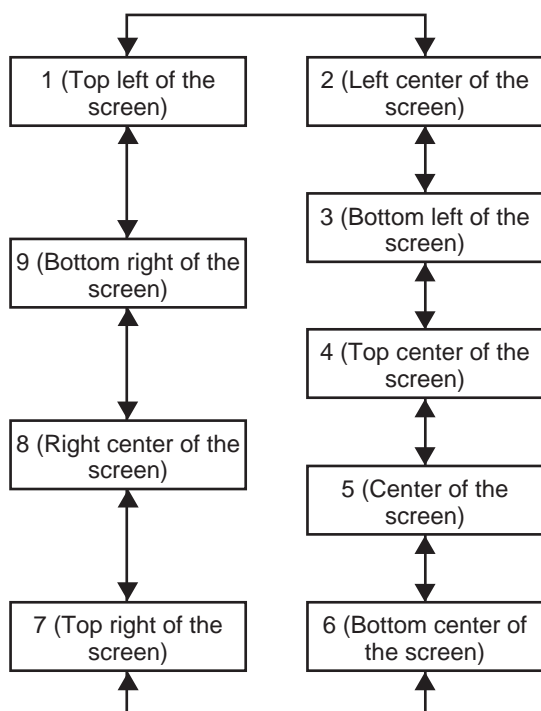 1 (Top left of the
screen)
2 (Left center of the
screen)
3 (Bottom left of the
screen)
9 (Bottom right of the
screen)
4 (Top center of the
screen)
8 (Right center of the
screen)
5 (Center of the
screen)
7 (Top right of the
screen)
6 (Bottom center of
the screen)